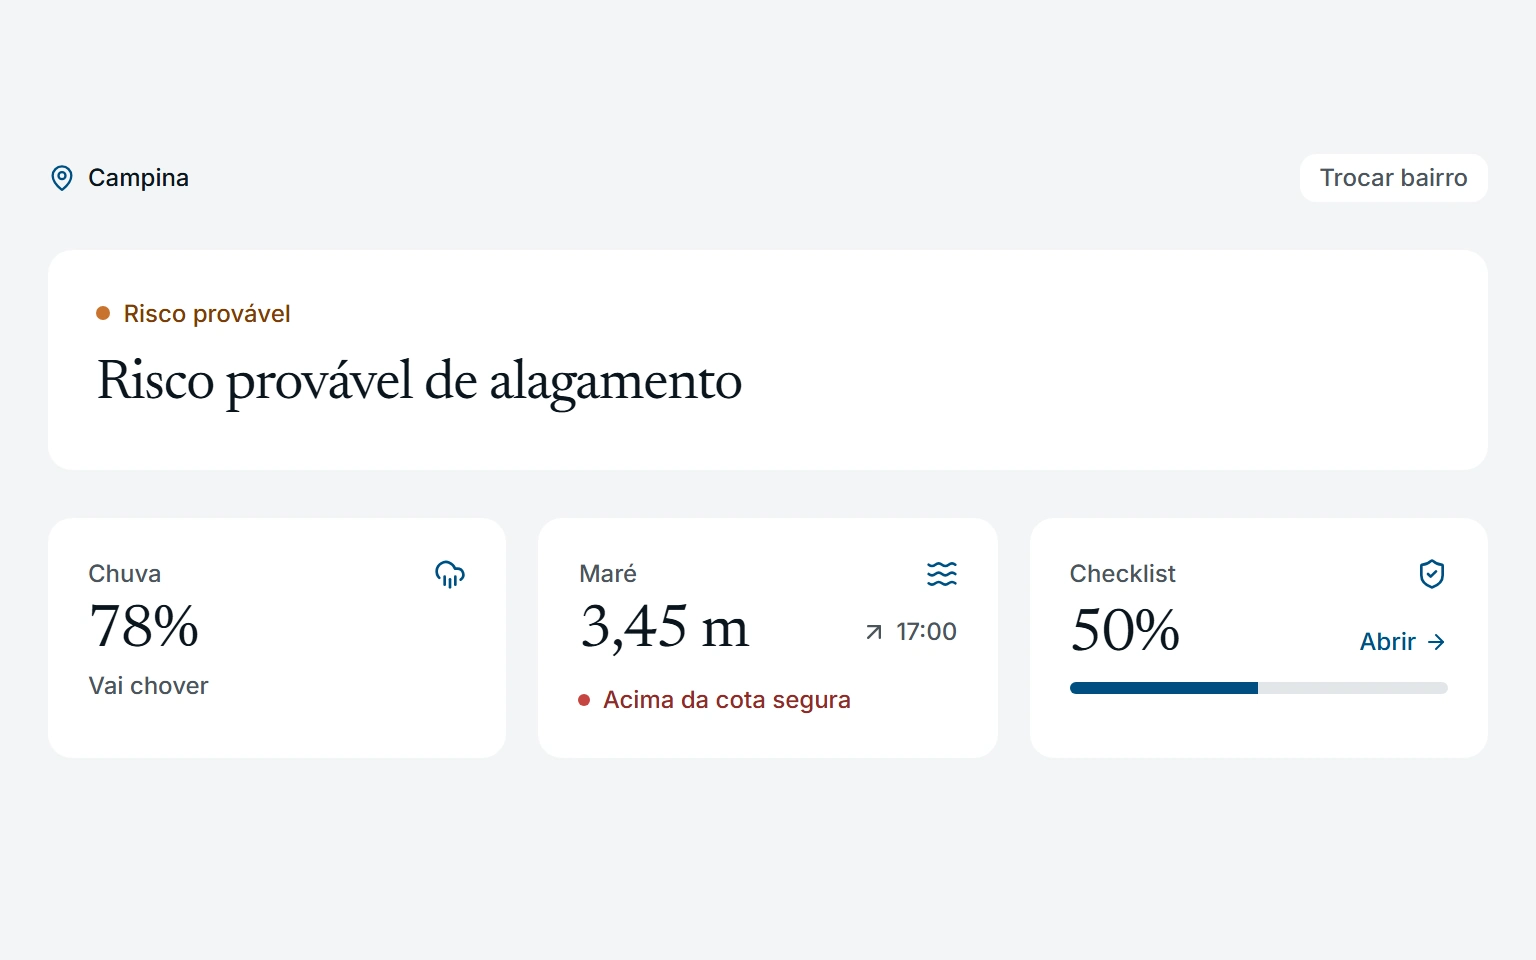 Campina
Trocar bairro
Risco provável
Risco provável de alagamento
Chuva
78%
Vai chover
Maré
3,45 m
17:00
Acima da cota segura
Checklist
50%
Abrir